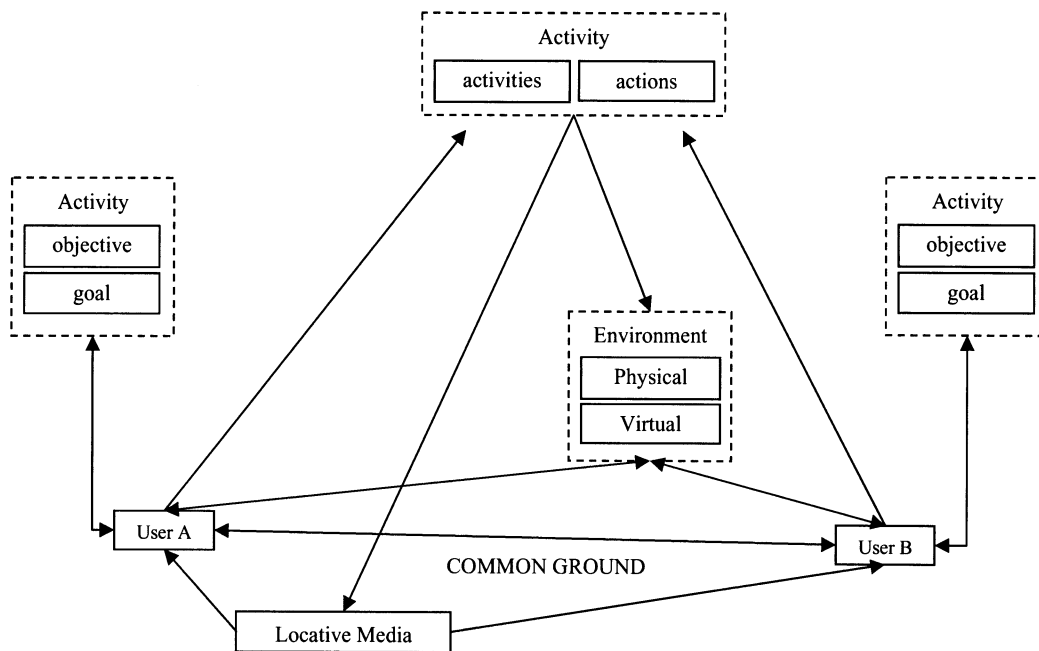 Activity
activities actions
Activity
objective
goal
Activity
objective
goal
Environment
Physical
Virtual
User A
User B
COMMON GROUND
Locative Media